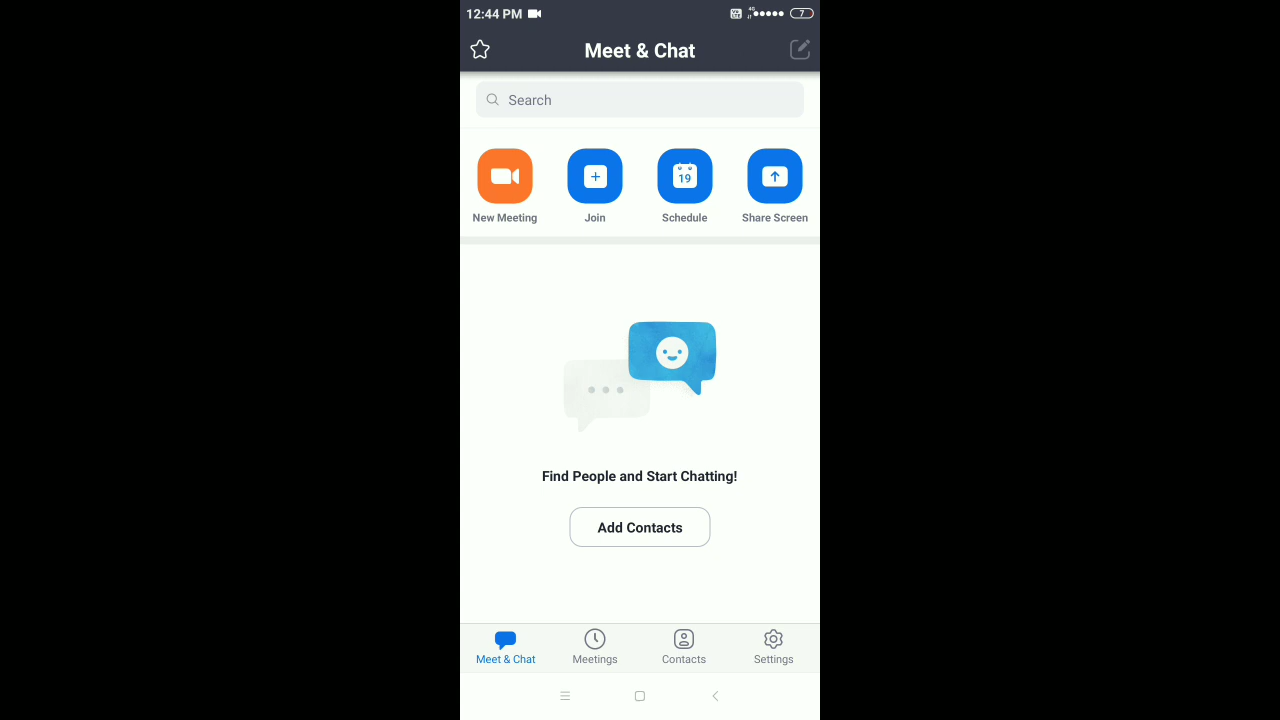 12:44 PM
7
Meet & Chat
Search
19
New Meeting
Join
Schedule
Share Screen
Find People and Start Chatting!
Add Contacts
Meet & Chat
Meetings
Contacts
Settings